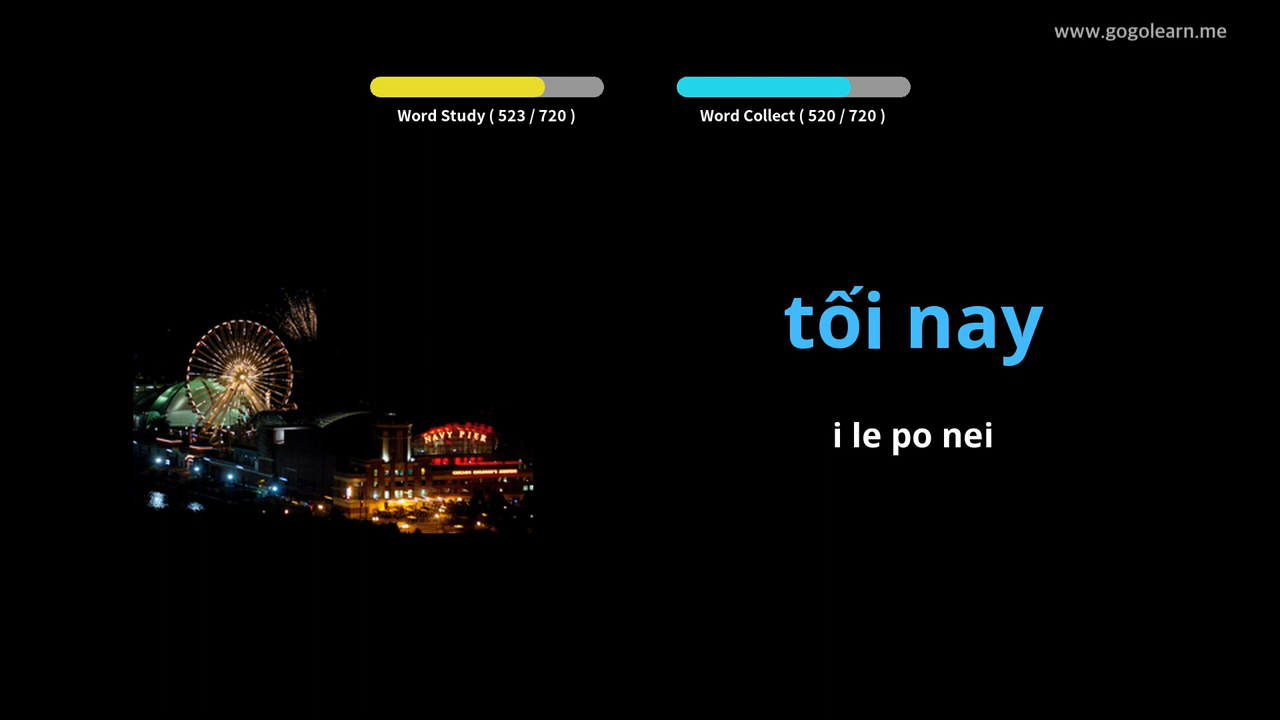 www.gogolearn.me
Word Study ( 523 / 720 )
Word Collect ( 520 / 720 )
tối nay
i le po nei
NAVY PIER